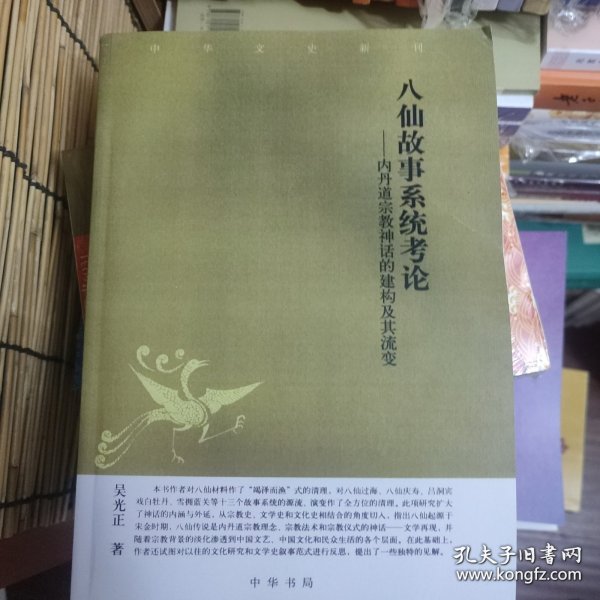 中华文史新刊
八仙故事系统考论
——内丹道宗教神话的建构及其流变
吴光正 著
本书作者对八仙材料作了“竭泽而渔”式的清理。对八仙过海、八仙庆寿、吕洞宾
戏白牡丹、雪拥蓝关等十三个故事系统的源流、演变作了全方位的清理。此项研究扩大
了神话的内涵与外延，从宗教史、文学史和文化史相结合的角度切入，指出八仙起源于
宋金时期，八仙传说是内丹道宗教理念、宗教法术和宗教仪式的神话——文学再现，并
随着宗教背景的淡化渗透到中国文艺、中国文化和民众生活的各个层面。在此基础上，
作者还试图对以往的文化研究和文学史叙事范式进行反思，提出了一些独特的见解。
中华书局
孔夫子旧书网
www.kongfz.com